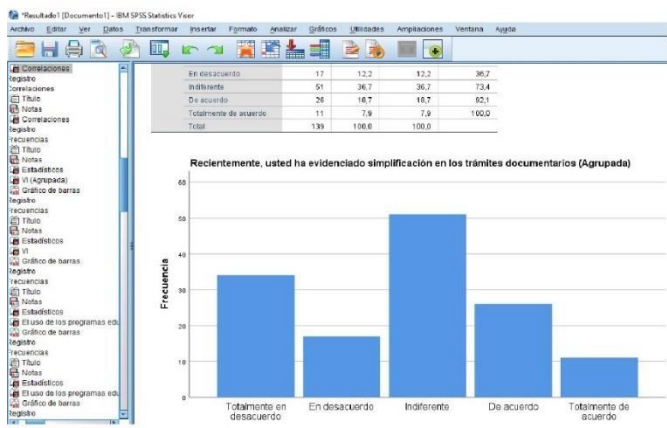 *Resultado1 [Documento1] - IBM SPSS Statistics Visor
Archivo Editar Ver Datos Transformar Insertar Formato Analizar Gráficos Utilidades Ampliaciones Ventana Ayuda
Correlaciones
Registro
Correlaciones
Título
Notas
Correlaciones
Registro
Frecuencias
Título
Notas
Estadísticos
VI (Agrupada)
Gráfico de barras
Registro
Frecuencias
Título
Notas
Estadísticos
VI
Gráfico de barras
Registro
Frecuencias
Título
Notas
Estadísticos
El uso de los programas edu
Gráfico de barras
Registro
Frecuencias
Título
Notas
Estadísticos
El uso de los programas edu
Gráfico de barras
Registro
En desacuerdo 17 12,2 12,2 36,7
Indiferente 51 36,7 36,7 73,4
De acuerdo 26 18,7 18,7 92,1
Totalmente de acuerdo 11 7,9 7,9 100,0
Total 139 100,0 100,0
Recientemente, usted ha evidenciado simplificación en los trámites documentarios (Agrupada)
Frecuencia
60
50
40
30
20
10
0
Totalmente en desacuerdo
En desacuerdo
Indiferente
De acuerdo
Totalmente de acuerdo